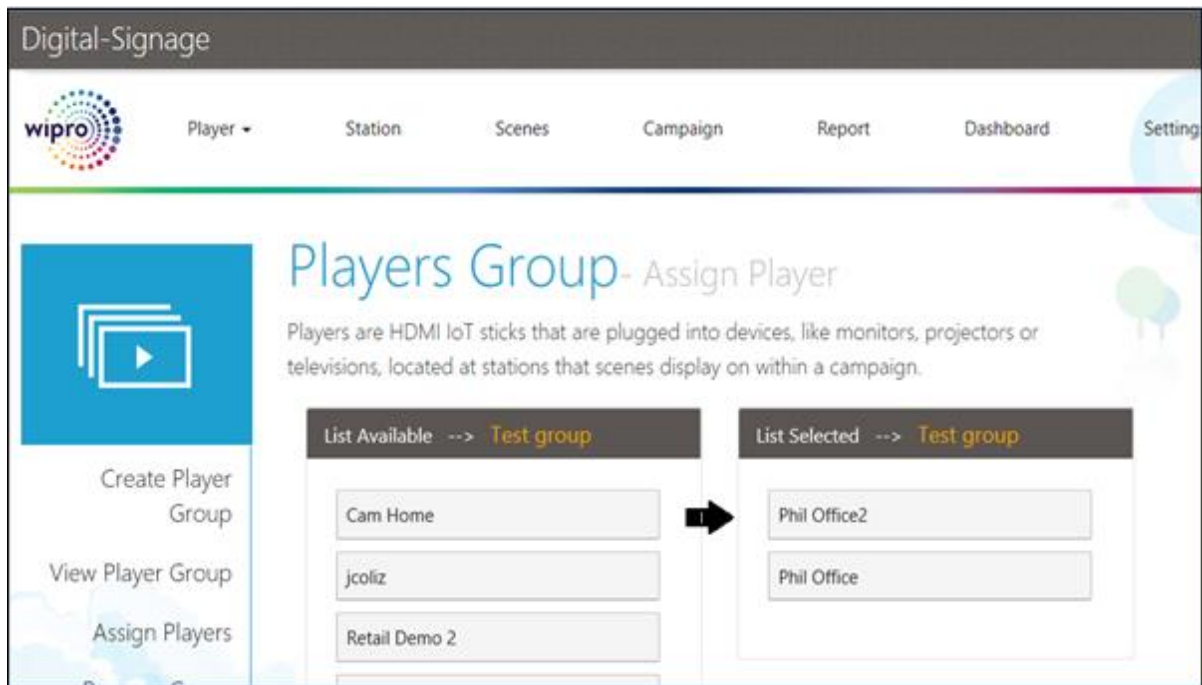 Digital-Signage
wipro
Player
Station
Scenes
Campaign
Report
Dashboard
Setting
Players Group - Assign Player
Players are HDMI IoT sticks that are plugged into devices, like monitors, projectors or
televisions, located at stations that scenes display on within a campaign.
Create Player
Group
View Player Group
Assign Players
List Available --> Test group
Cam Home
jcoliz
Retail Demo 2
List Selected --> Test group
Phil Office2
Phil Office